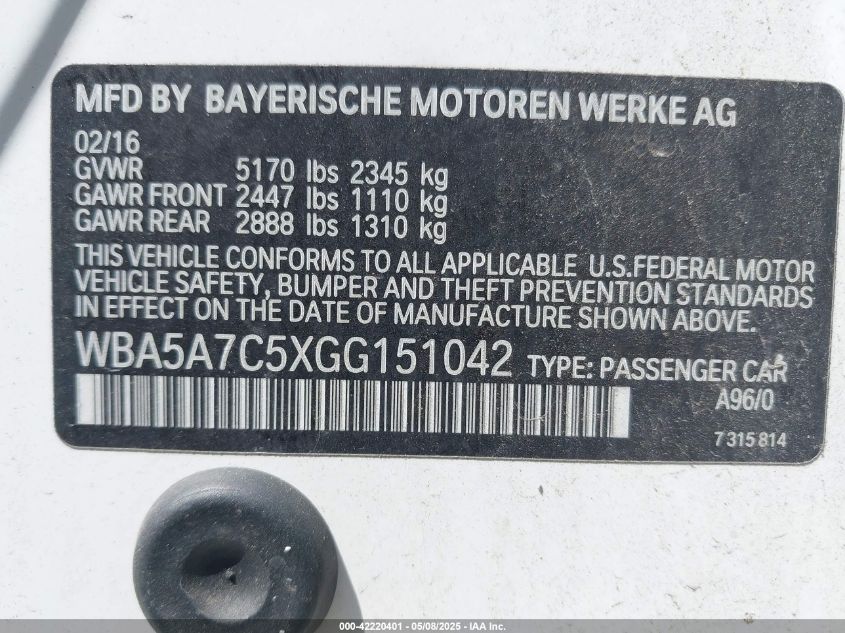 MFD BY BAYERISCHE MOTOREN WERKE AG
02/16
GVWR 5170 lbs 2345 kg
GAWR FRONT 2447 lbs 1110 kg
GAWR REAR 2888 lbs 1310 kg
THIS VEHICLE CONFORMS TO ALL APPLICABLE U.S.FEDERAL MOTOR
VEHICLE SAFETY, BUMPER AND THEFT PREVENTION STANDARDS
IN EFFECT ON THE DATE OF MANUFACTURE SHOWN ABOVE.
WBA5A7C5XGG151042 TYPE: PASSENGER CAR
A96/0
7 315 814
000-42220401 - 05/08/2025 - IAA Inc.